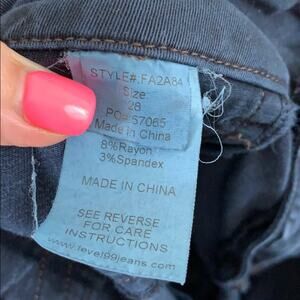 STYLE#:FA2A84
Size:
28
PO# 57065
Made in China
8%Rayon
3%Spandex
MADE IN CHINA
SEE REVERSE
FOR CARE
INSTRUCTIONS
www.level99jeans.com